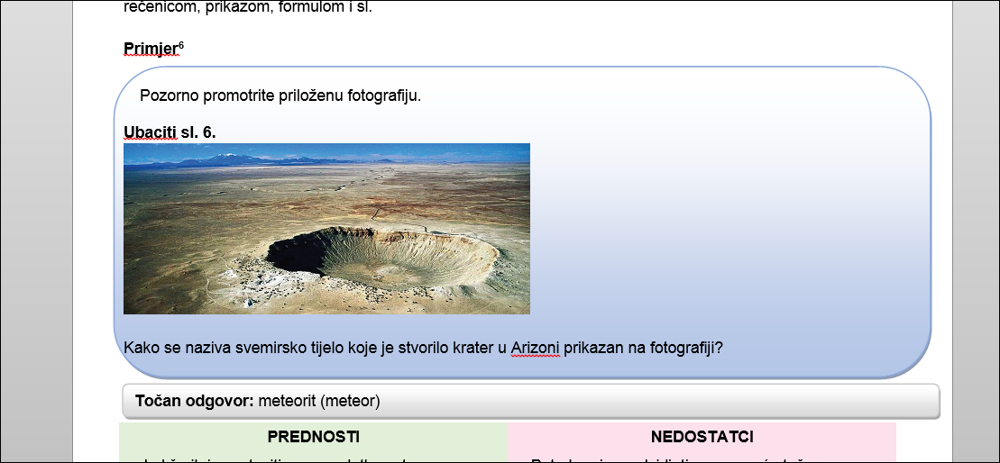 rečenicom, prikazom, formulom i sl.
Primjer6
Pozorno promotrite priloženu fotografiju.
Ubaciti sl. 6.
Kako se naziva svemirsko tijelo koje je stvorilo krater u Arizoni prikazan na fotografiji?
Točan odgovor: meteorit (meteor)
PREDNOSTI
NEDOSTATCI